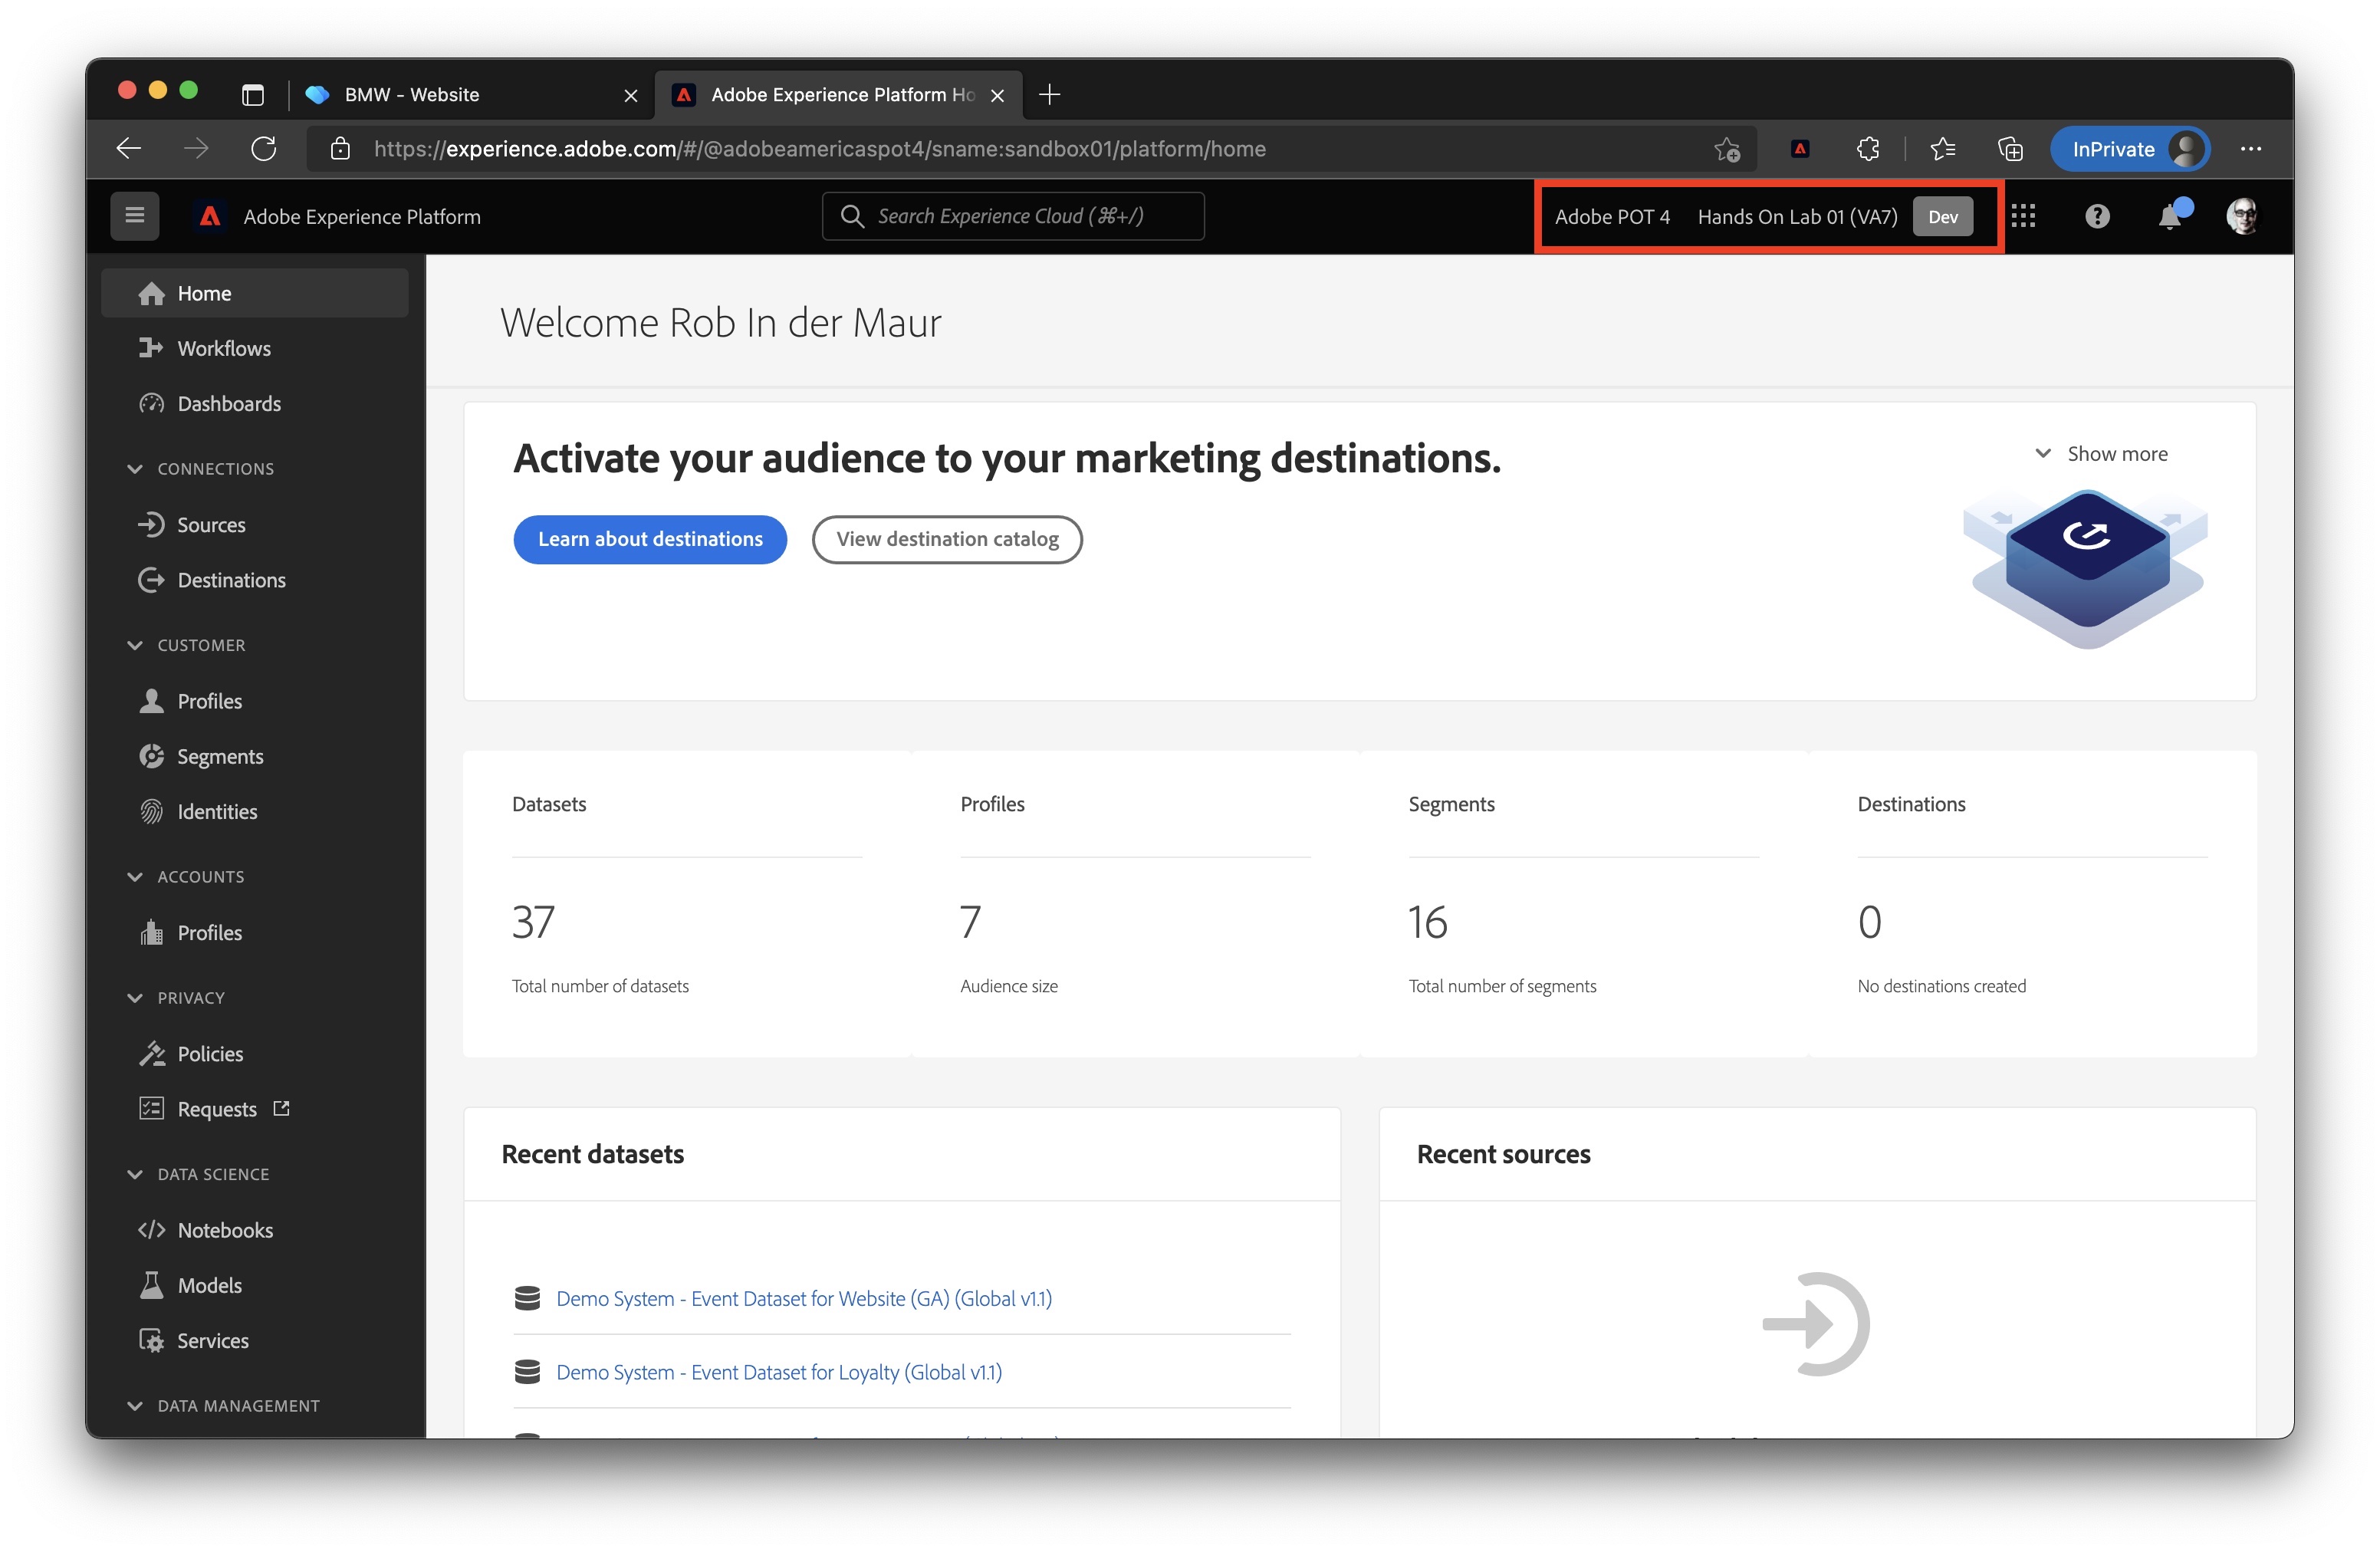 BMW - Website
Adobe Experience Platform Ho
https://experience.adobe.com/#/@adobeamericaspot4/sname:sandbox01/platform/home
InPrivate
Adobe Experience Platform
Search Experience Cloud (⌘+/)
Adobe POT 4
Hands On Lab 01 (VA7)
Dev
Home
Workflows
Dashboards
CONNECTIONS
Sources
Destinations
CUSTOMER
Profiles
Segments
Identities
ACCOUNTS
Profiles
PRIVACY
Policies
Requests
DATA SCIENCE
Notebooks
Models
Services
DATA MANAGEMENT
Welcome Rob In der Maur
Activate your audience to your marketing destinations.
Show more
Learn about destinations
View destination catalog
Datasets
37
Total number of datasets
Profiles
7
Audience size
Segments
16
Total number of segments
Destinations
0
No destinations created
Recent datasets
Demo System - Event Dataset for Website (GA) (Global v1.1)
Demo System - Event Dataset for Loyalty (Global v1.1)
Recent sources